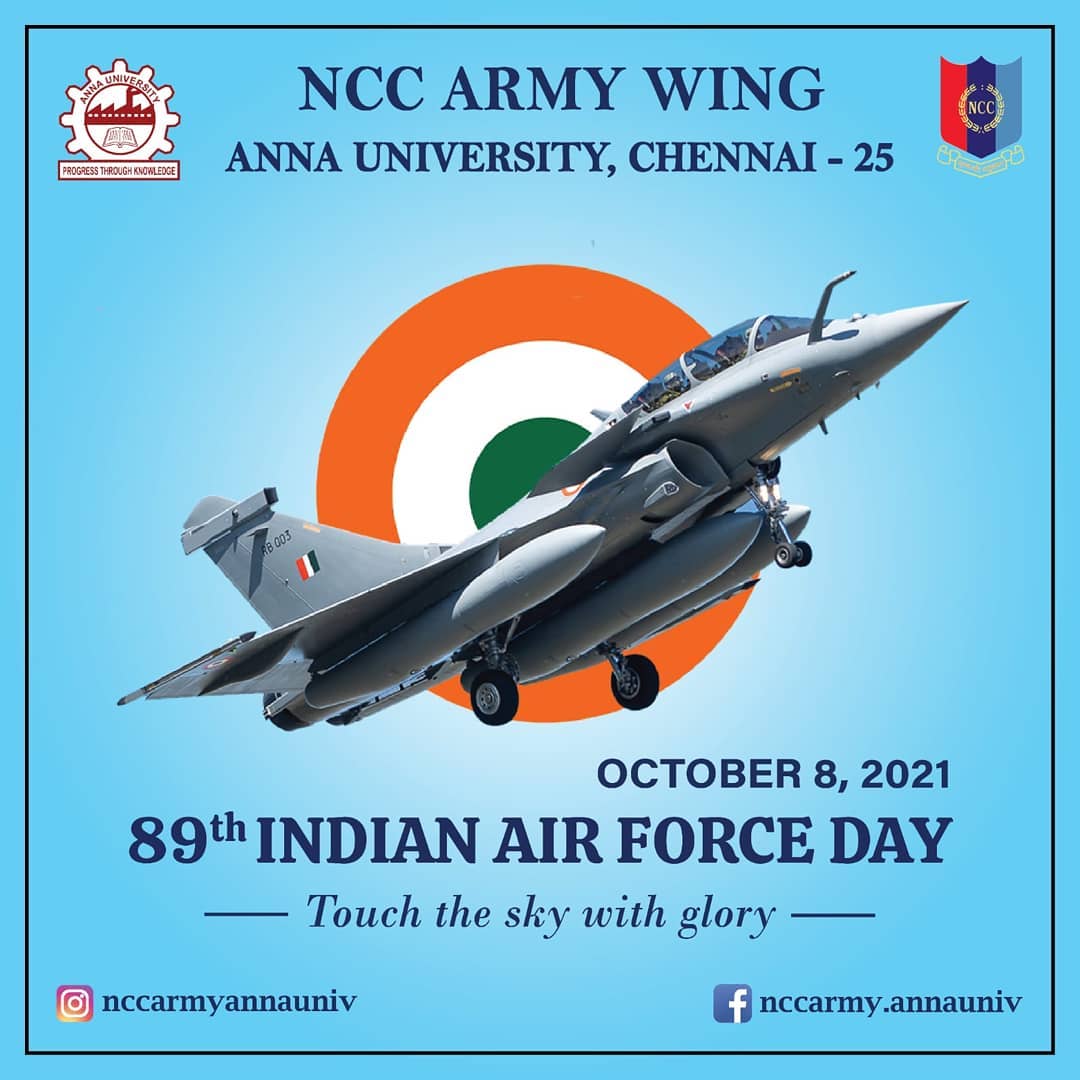 NCC ARMY WING
ANNA UNIVERSITY, CHENNAI - 25
ANNA UNIVERSITY
PROGRESS THROUGH KNOWLEDGE
NCC
RB 003
OCTOBER 8, 2021
89th INDIAN AIR FORCE DAY
Touch the sky with glory
nccarmyannauniv
nccarmy.annauniv